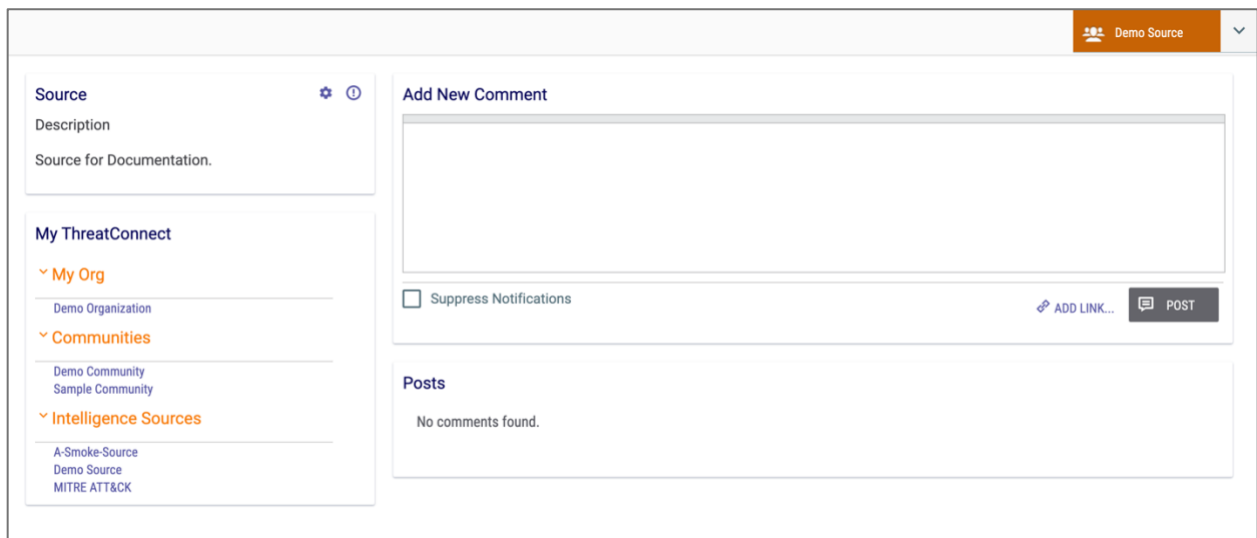 Demo Source
Source
Description
Source for Documentation.
My ThreatConnect
My Org
Demo Organization
Communities
Demo Community
Sample Community
Intelligence Sources
A-Smoke-Source
Demo Source
MITRE ATT&CK
Add New Comment
Suppress Notifications
ADD LINK...
POST
Posts
No comments found.